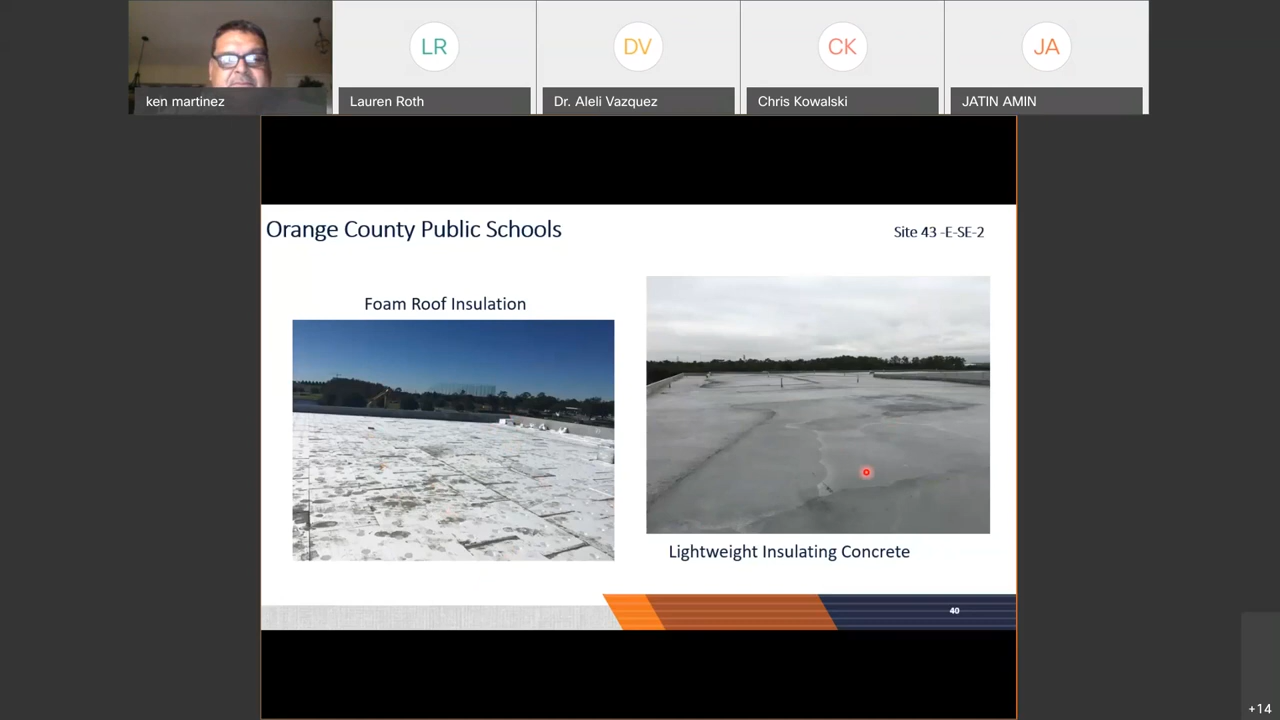 LR
DV
CK
JA
ken martinez
Lauren Roth
Dr. Aleli Vazquez
Chris Kowalski
JATIN AMIN
Orange County Public Schools
Site 43 -E-SE-2
Foam Roof Insulation
Lightweight Insulating Concrete
40
+14